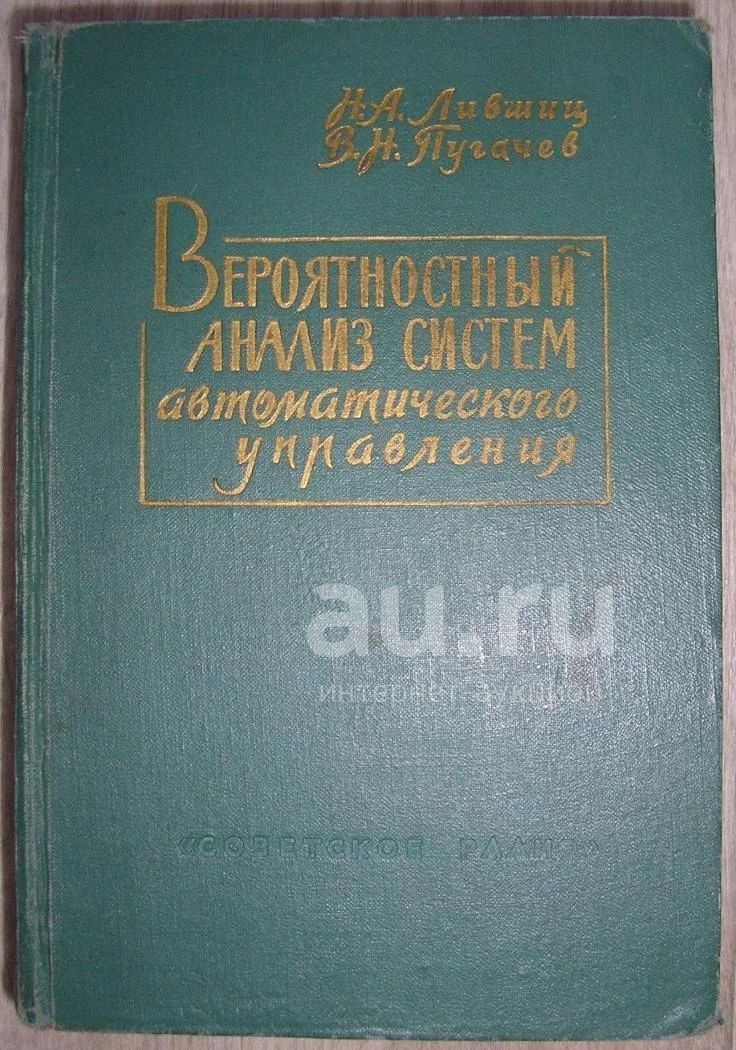 Н.А. Лившиц
В.Н. Пугачев
ВЕРОЯТНОСТНЫЙ
АНАЛИЗ СИСТЕМ
автоматического
управления
au.ru
интернет аукцион
«СОВЕТСКОЕ РАДИО»